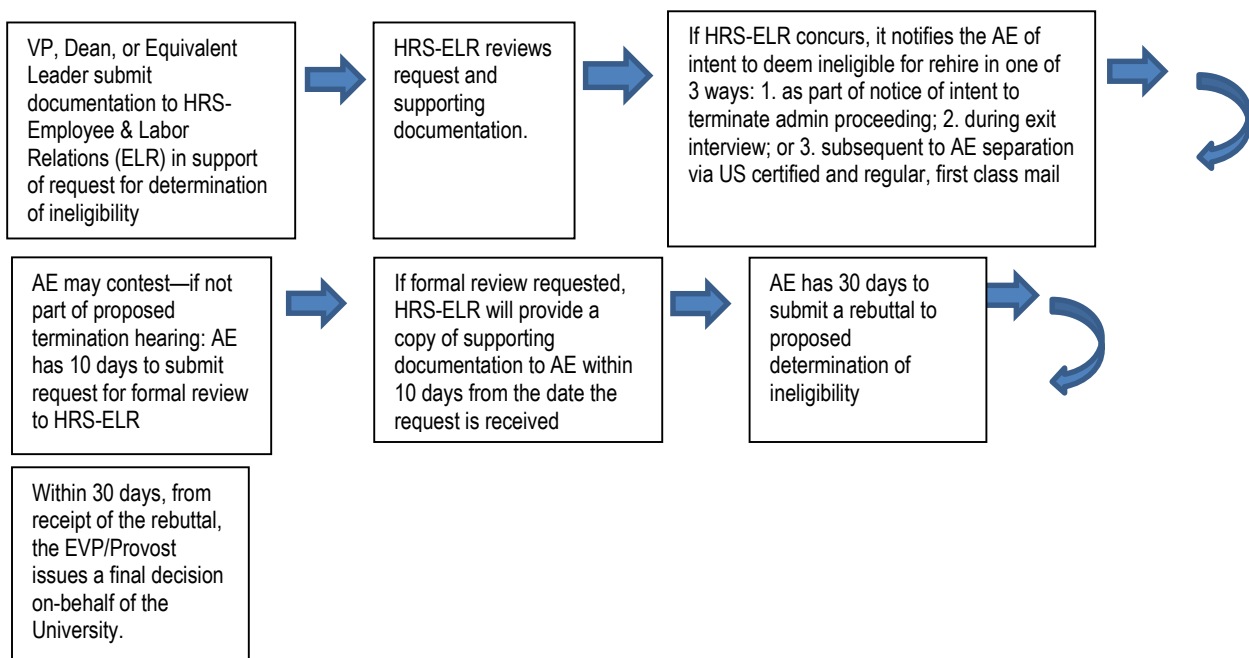 VP, Dean, or Equivalent
Leader submit
documentation to HRS-
Employee & Labor
Relations (ELR) in support
of request for determination
of ineligibility
HRS-ELR reviews
request and
supporting
documentation.
If HRS-ELR concurs, it notifies the AE of
intent to deem ineligible for rehire in one of
3 ways: 1. as part of notice of intent to
terminate admin proceeding; 2. during exit
interview; or 3. subsequent to AE separation
via US certified and regular, first class mail
AE may contest—if not
part of proposed
termination hearing: AE
has 10 days to submit
request for formal review
to HRS-ELR
If formal review requested,
HRS-ELR will provide a
copy of supporting
documentation to AE within
10 days from the date the
request is received
AE has 30 days to
submit a rebuttal to
proposed
determination of
ineligibility
Within 30 days, from
receipt of the rebuttal,
the EVP/Provost
issues a final decision
on-behalf of the
University.